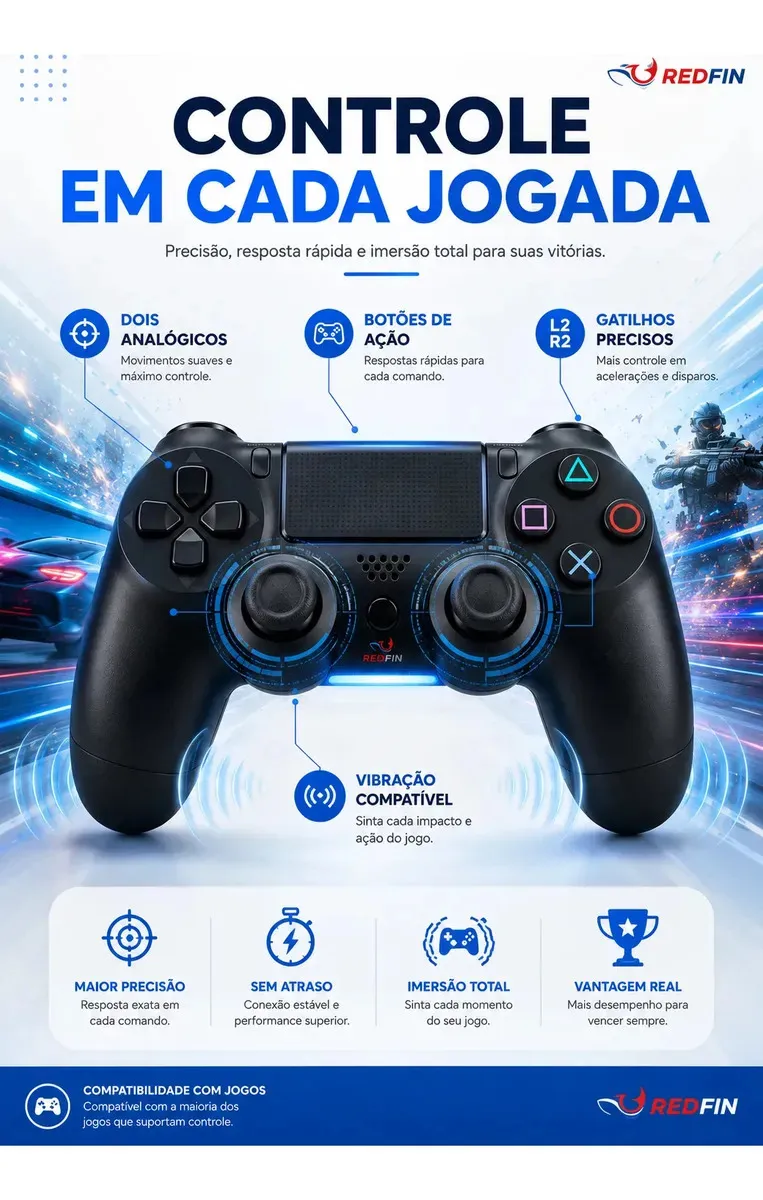 REDFIN
CONTROLE
EM CADA JOGADA
Precisão, resposta rápida e imersão total para suas vitórias.
DOIS
ANALÓGICOS
Movimentos suaves e
máximo controle.
BOTÕES DE
AÇÃO
Respostas rápidas para
cada comando.
L2
R2
GATILHOS
PRECISOS
Mais controle em
acelerações e disparos.
REDFIN
VIBRAÇÃO
COMPATÍVEL
Sinta cada impacto e
ação do jogo.
MAIOR PRECISÃO
Resposta exata em
cada comando.
SEM ATRASO
Conexão estável e
performance superior.
IMERSÃO TOTAL
Sinta cada momento
do seu jogo.
VANTAGEM REAL
Mais desempenho para
vencer sempre.
COMPATIBILIDADE COM JOGOS
Compatível com a maioria dos
jogos que suportam controle.
REDFIN